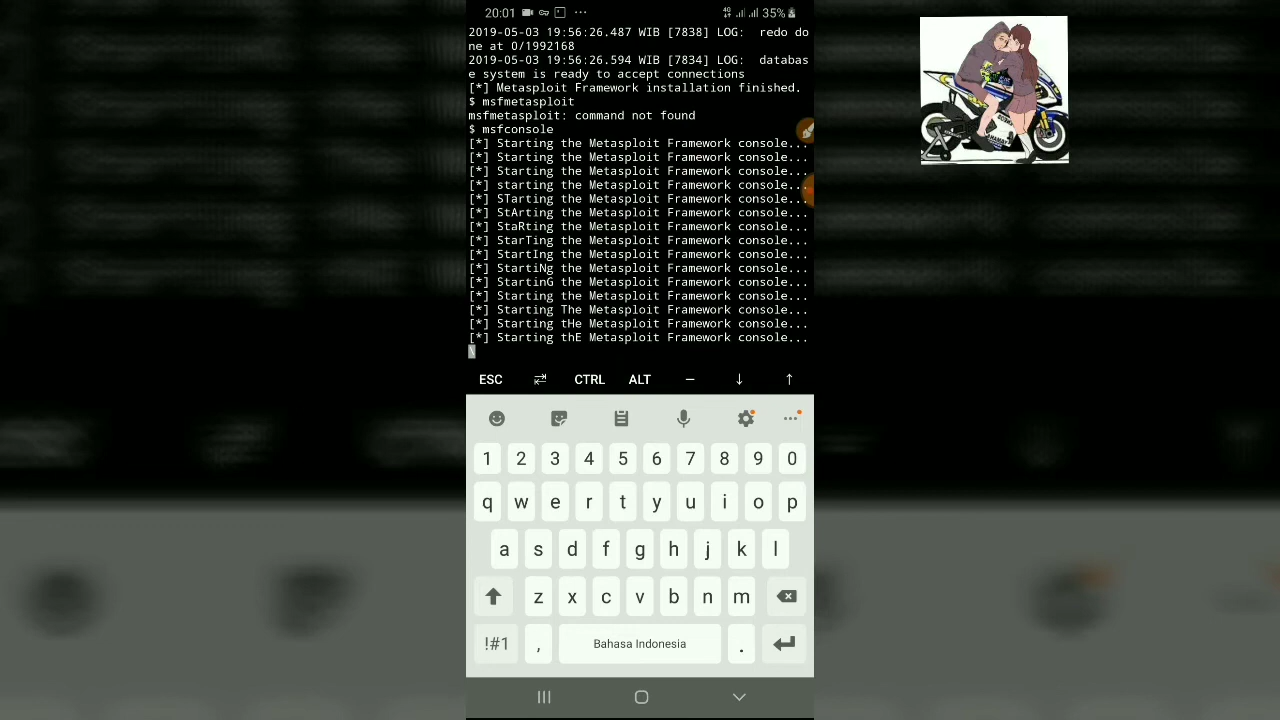 20:01 ... 4G 35%
2019-05-03 19:56:26.487 WIB [7838] LOG:  redo do
ne at 0/1992168
2019-05-03 19:56:26.594 WIB [7834] LOG:  databas
e system is ready to accept connections
[*] Metasploit Framework installation finished.
$ msfmetasploit
msfmetasploit: command not found
$ msfconsole
[*] Starting the Metasploit Framework console...
[*] Starting the Metasploit Framework console...
[*] Starting the Metasploit Framework console...
[*] starting the Metasploit Framework console...
[*] STarting the Metasploit Framework console...
[*] StArting the Metasploit Framework console...
[*] StaRting the Metasploit Framework console...
[*] StarTing the Metasploit Framework console...
[*] StartIng the Metasploit Framework console...
[*] StartiNg the Metasploit Framework console...
[*] StartinG the Metasploit Framework console...
[*] Starting the Metasploit Framework console...
[*] Starting The Metasploit Framework console...
[*] Starting tHe Metasploit Framework console...
[*] Starting thE Metasploit Framework console...
\
ESC ⇄ CTRL ALT – ↓ ↑
1 2 3 4 5 6 7 8 9 0
q w e r t y u i o p
a s d f g h j k l
z x c v b n m
!#1 , Bahasa Indonesia .